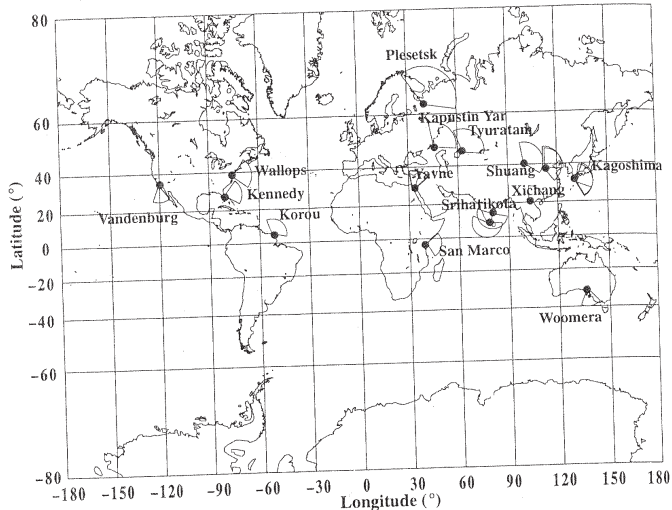 80
Plesetsk
60
Kapustin Yar
Tyuratam
Wallops
Yavne
Shuang
Kagoshima
40
Kennedy
Xichang
Vandenburg
Korou
Sriharikota
20
San Marco
0
Latitude (°)
-20
Woomera
-40
-60
-80
-180 -150 -120 -90 -60 -30 0 30 60 90 120 150 180
Longitude (°)